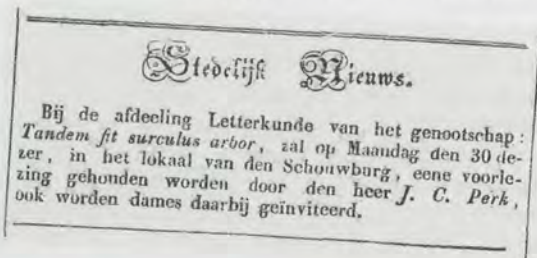 Stedelijk Nieuws.
Bij de afdeeling Letterkunde van het genootschap:
Tandem fit surculus arbor, zal op Maandag den 30 de-
zer, in het lokaal van den Schouwburg, eene voorle-
zing gehouden worden door den heer J. C. Perk,
ook worden dames daarbij geïnviteerd.